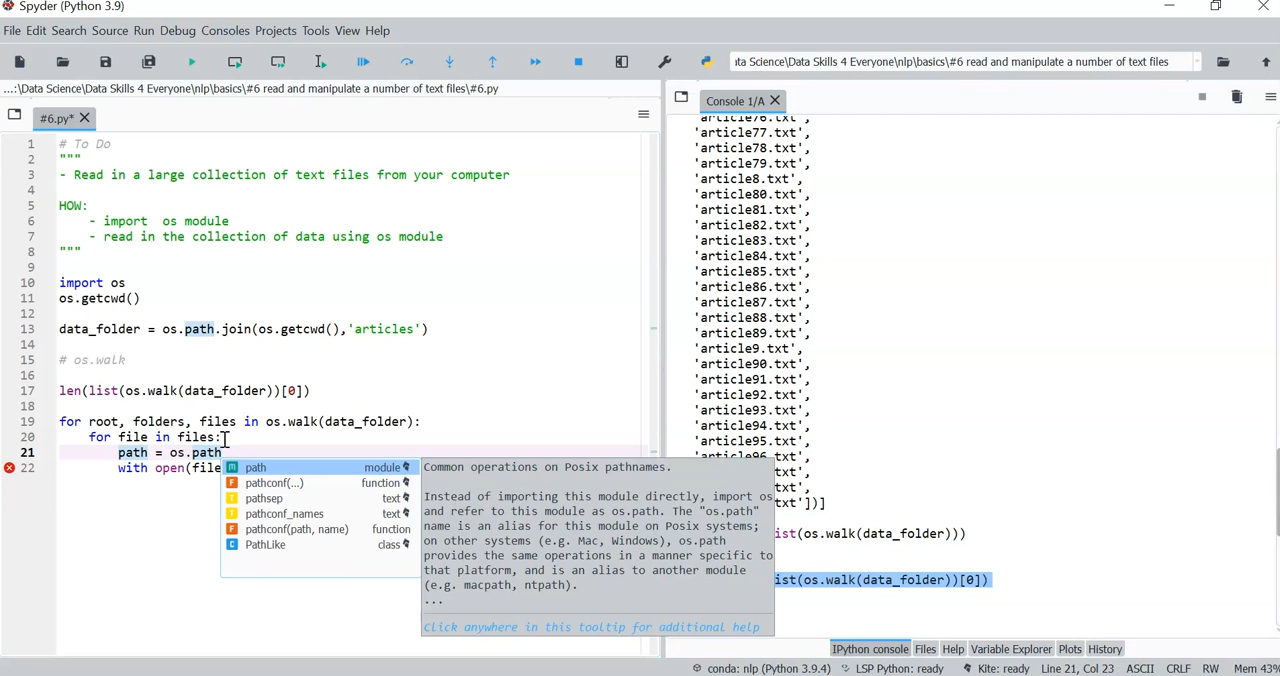 Spyder (Python 3.9)
File Edit Search Source Run Debug Consoles Projects Tools View Help
ıta Science\Data Skills 4 Everyone\nlp\basics\#6 read and manipulate a number of text files
...:\Data Science\Data Skills 4 Everyone\nlp\basics\#6 read and manipulate a number of text files\#6.py
#6.py*
1 # To Do
2 """
3 - Read in a large collection of text files from your computer
4
5 HOW:
6 - import  os module
7 - read in the collection of data using os module
8 """
9
10 import os
11 os.getcwd()
12
13 data_folder = os.path.join(os.getcwd(),'articles')
14
15 # os.walk
16
17 len(list(os.walk(data_folder))[0])
18
19 for root, folders, files in os.walk(data_folder):
20 for file in files:
21 path = os.path
22 with open(file
path module
pathconf(...) function
pathsep text
pathconf_names text
pathconf(path, name) function
PathLike class
Common operations on Posix pathnames.
Instead of importing this module directly, import os
and refer to this module as os.path. The "os.path"
name is an alias for this module on Posix systems;
on other systems (e.g. Mac, Windows), os.path
provides the same operations in a manner specific to
that platform, and is an alias to another module
(e.g. macpath, ntpath).
...
Click anywhere in this tooltip for additional help
Console 1/A
'article76.txt',
'article77.txt',
'article78.txt',
'article79.txt',
'article8.txt',
'article80.txt',
'article81.txt',
'article82.txt',
'article83.txt',
'article84.txt',
'article85.txt',
'article86.txt',
'article87.txt',
'article88.txt',
'article89.txt',
'article9.txt',
'article90.txt',
'article91.txt',
'article92.txt',
'article93.txt',
'article94.txt',
'article95.txt',
'article96.txt',
txt',
txt',
txt'])]
ist(os.walk(data_folder)))
ist(os.walk(data_folder))[0])
IPython console Files Help Variable Explorer Plots History
conda: nlp (Python 3.9.4) LSP Python: ready Kite: ready Line 21, Col 23 ASCII CRLF RW Mem 43%